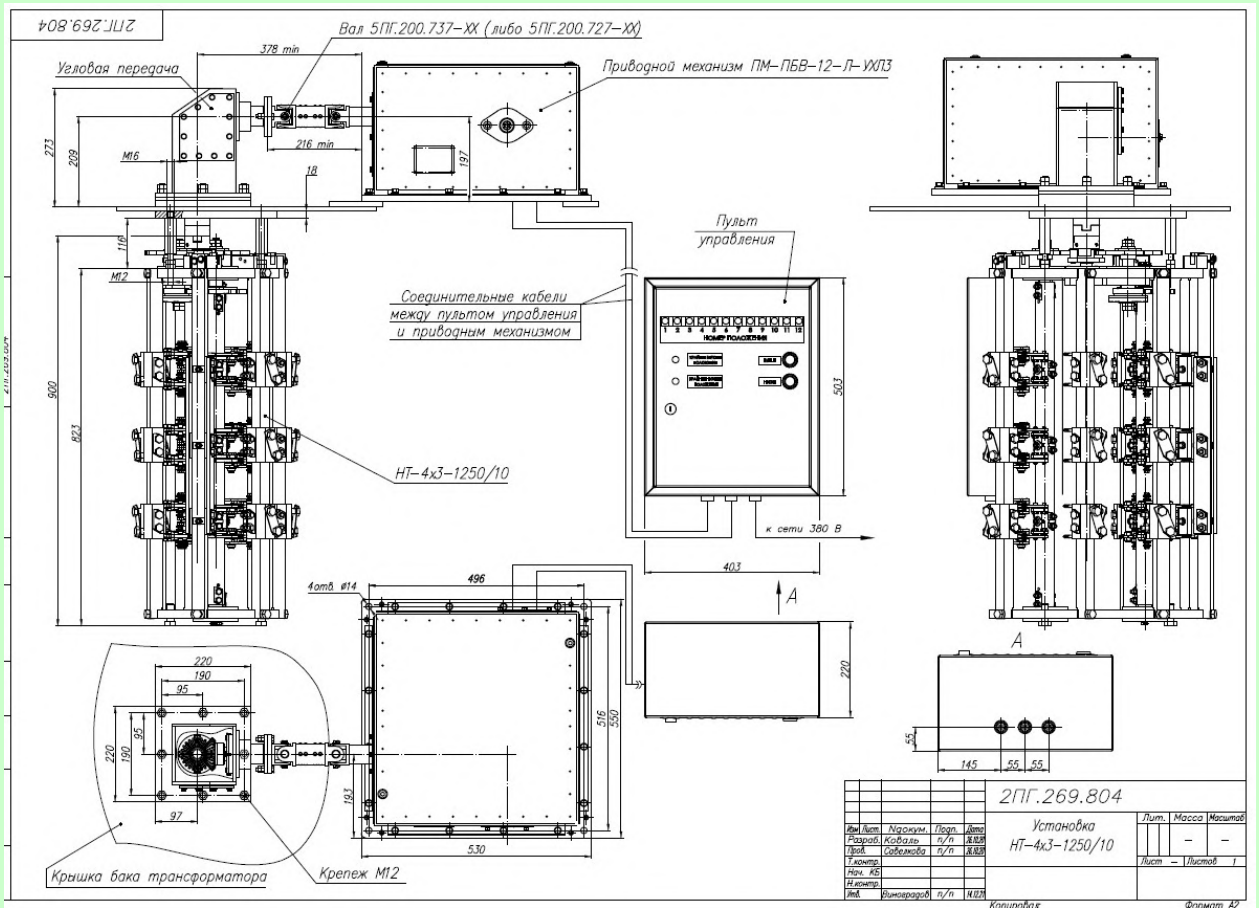 2ПГ.269.804
Вал 5ПГ.200.737-XX (либо 5ПГ.200.727-XX)
378 min
Угловая передача
Приводной механизм ПМ-ПБВ-12-Л-УХЛ3
273
209
M16
216 min
197
18
116
M12
900
823
Пульт
управления
Соединительные кабели
между пультом управления
и приводным механизмом
1 2 3 4 5 6 7 8 9 10 11 12
НОМЕР ПОЛОЖЕНИЯ
503
НТ-4x3-1250/10
к сети 380 В
403
А
4отв. Ø14
496
516
550
193
530
220
А
55
145
55
55
220
190
95
220
190
95
97
Крышка бака трансформатора
Крепеж М12
2ПГ.269.804
Изм Лист № докум. Подп. Дата
Разраб. Коваль п/п
Пров. Савелкова п/п
Т.контр.
Нач. КБ
Н.контр.
Утв. Виноградов п/п
Установка
НТ-4x3-1250/10
Лит. Масса Масштаб
– –
Лист – Листов 1
Копировал
Формат А2